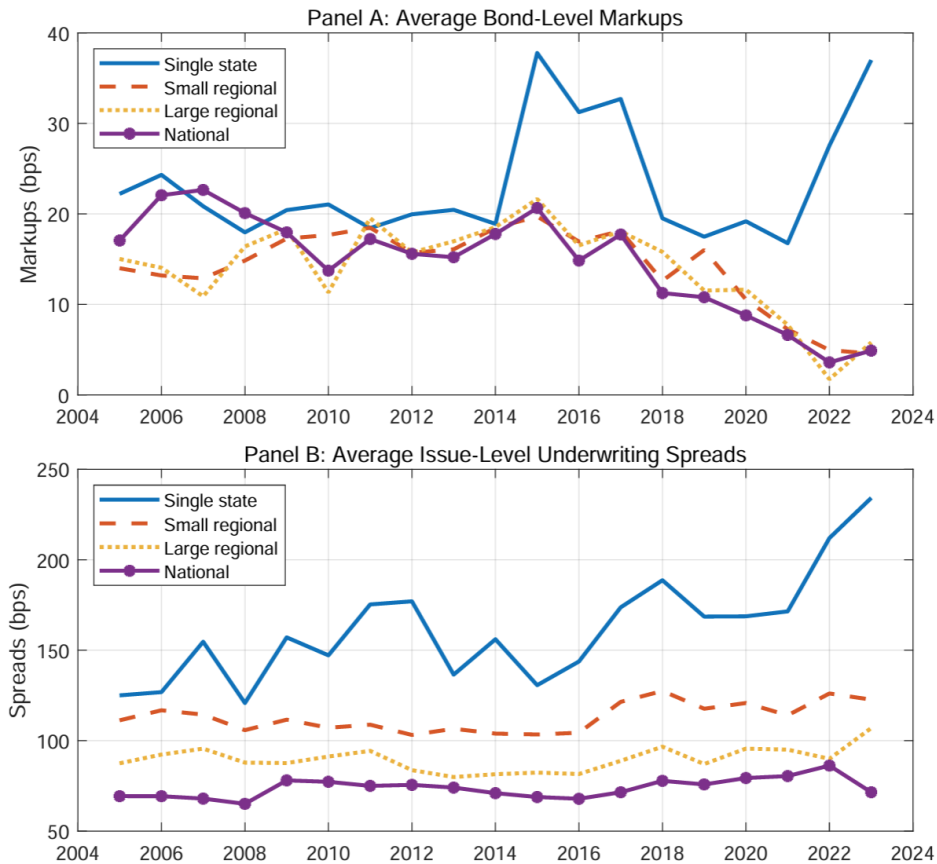 Panel A: Average Bond-Level Markups
40
30
20
10
0
Markups (bps)
Single state
Small regional
Large regional
National
2004 2006 2008 2010 2012 2014 2016 2018 2020 2022 2024
Panel B: Average Issue-Level Underwriting Spreads
250
200
150
100
50
Spreads (bps)
Single state
Small regional
Large regional
National
2004 2006 2008 2010 2012 2014 2016 2018 2020 2022 2024